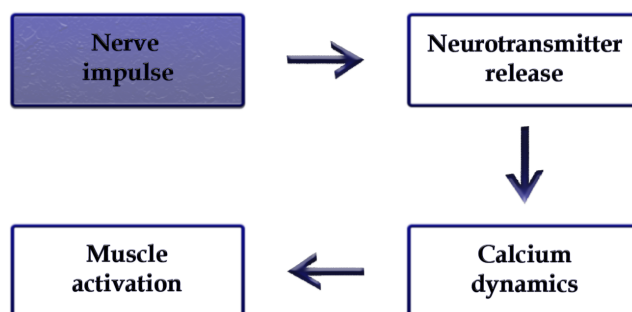 Nerve
impulse
Neurotransmitter
release
Calcium
dynamics
Muscle
activation